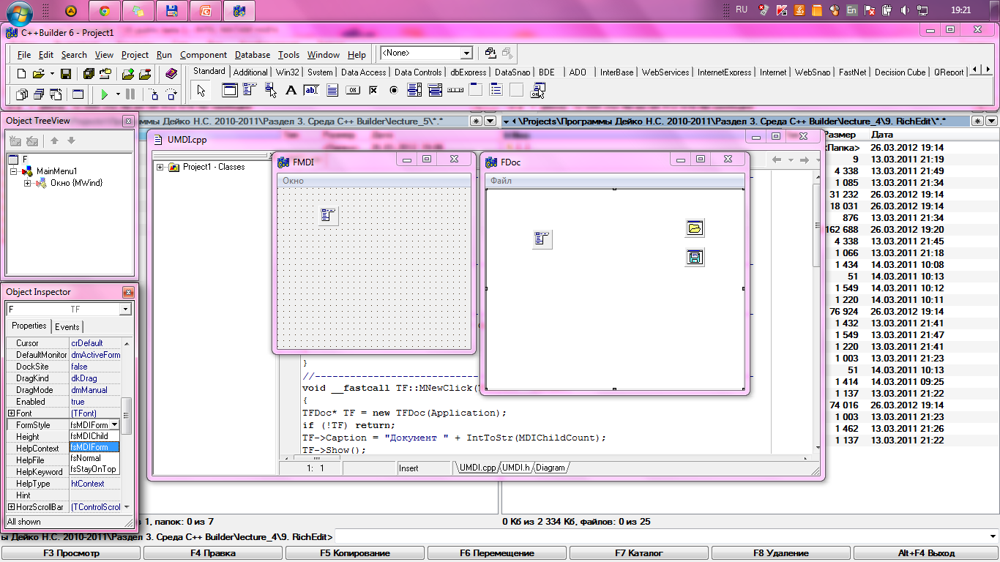 RU
En
19:21
C++Builder 6 - Project1
File Edit Search View Project Run Component Database Tools Window Help
<None>
Standard Additional Win32 System Data Access Data Controls dbExpress DataSnap BDE ADO InterBase WebServices InternetExpress Internet WebSnap FastNet Decision Cube QReport
Object TreeView
ммы Дейко Н.С. 2010-2011\Раздел 3. Среда C++ Builder\lecture_5\*.*
\Projects\Программы Дейко Н.С. 2010-2011\Раздел 3. Среда C++ Builder\lecture_4\9. RichEdit\*.*
F
MainMenu1
Окно {MWind}
UMDI.cpp
Project1 - Classes
FMDI
Окно
FDoc
Файл
Размер Дата
<Папка> 26.03.2012 19:14
9 13.03.2011 21:19
4 338 13.03.2011 21:49
1 085 13.03.2011 21:34
31 232 26.03.2012 19:14
18 031 26.03.2012 19:14
876 13.03.2011 21:34
162 688 26.03.2012 19:20
4 338 13.03.2011 21:45
1 066 13.03.2011 21:18
1 434 14.03.2011 10:08
51 14.03.2011 10:13
1 549 14.03.2011 10:12
1 220 14.03.2011 10:11
76 924 26.03.2012 19:14
1 432 13.03.2011 21:41
1 549 13.03.2011 21:47
1 220 13.03.2011 21:41
1 003 13.03.2011 21:23
51 14.03.2011 10:13
1 414 14.03.2011 09:25
1 137 13.03.2011 21:22
74 016 26.03.2012 19:14
1 003 13.03.2011 21:23
1 462 13.03.2011 21:26
1 137 13.03.2011 21:22
Object Inspector
F TF
Properties Events
Cursor crDefault
DefaultMonitor dmActiveForm
DockSite false
DragKind dkDrag
DragMode dmManual
Enabled true
Font (TFont)
FormStyle fsMDIForm
Height fsMDIChild
HelpContext fsMDIForm
HelpFile fsNormal
HelpKeyword fsStayOnTop
HelpType htContext
Hint
HorzScrollBar (TControlScrol
All shown
}
//--------------------------------
void __fastcall TF::MNewClick(
{
TFDoc* TF = new TFDoc(Application);
if (!TF) return;
TF->Caption = "Документ " + IntToStr(MDIChildCount);
TF->Show();
1: 1 Insert UMDI.cpp UMDI.h Diagram
з 1, папок: 0 из 7
0 Кб из 2 334 Кб, файлов: 0 из 25
ы Дейко Н.С. 2010-2011\Раздел 3. Среда C++ Builder\lecture_4\9. RichEdit>
F3 Просмотр F4 Правка F5 Копирование F6 Перемещение F7 Каталог F8 Удаление Alt+F4 Выход